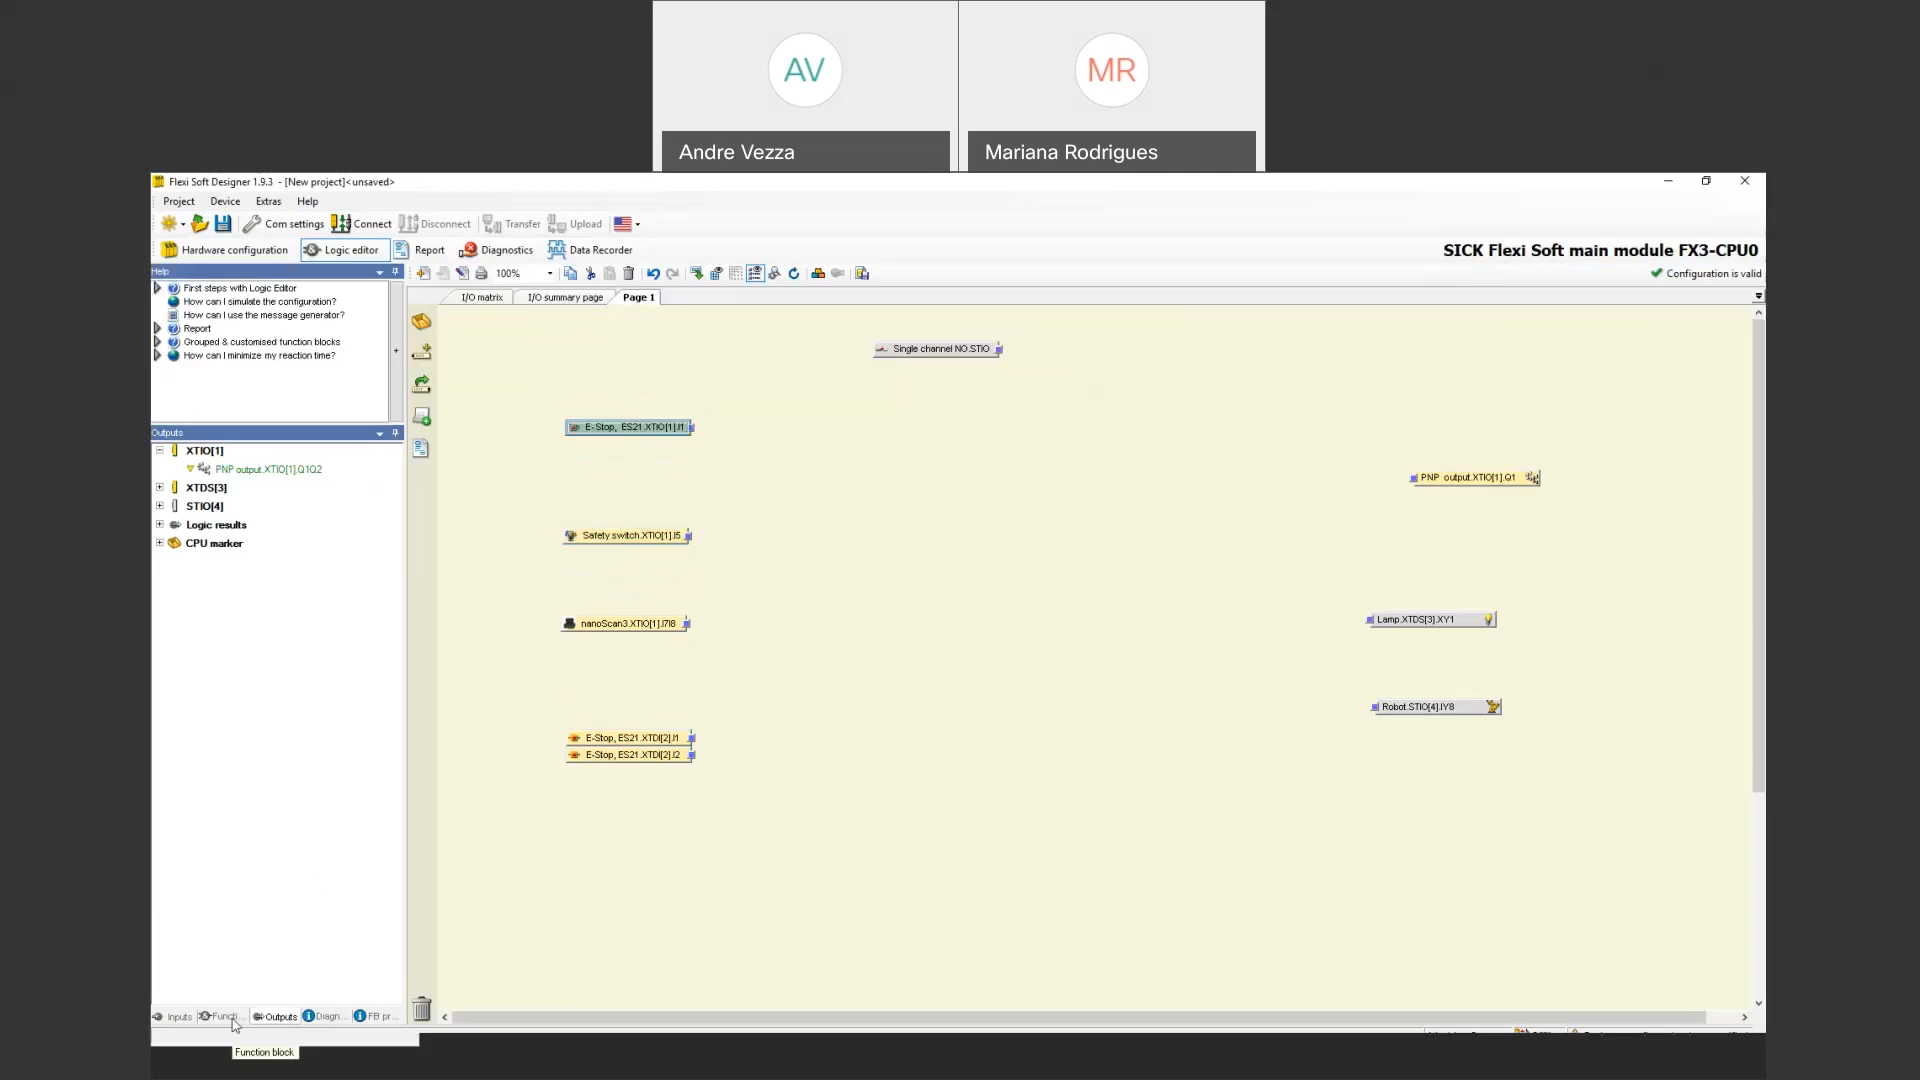 AV
MR
Andre Vezza
Mariana Rodrigues
Flexi Soft Designer 1.9.3 - [New project]<unsaved>
Project Device Extras Help
Com settings Connect Disconnect Transfer Upload
Hardware configuration Logic editor Report Diagnostics Data Recorder
SICK Flexi Soft main module FX3-CPU0
Help
100%
Configuration is valid
First steps with Logic Editor
How can I simulate the configuration?
How can I use the message generator?
Report
Grouped & customised function blocks
How can I minimize my reaction time?
I/O matrix I/O summary page Page 1
Single channel NO.STIO
E-Stop, ES21.XTIO[1].I1
Outputs
XTIO[1]
PNP output.XTIO[1].Q1Q2
XTDS[3]
STIO[4]
Logic results
CPU marker
PNP output.XTIO[1].Q1
Safety switch.XTIO[1].I5
nanoScan3.XTIO[1].I7I8
Lamp.XTDS[3].XY1
Robot.STIO[4].IY8
E-Stop, ES21.XTDI[2].I1
E-Stop, ES21.XTDI[2].I2
Inputs Functi... Outputs Diagn... FB pr...
Function block